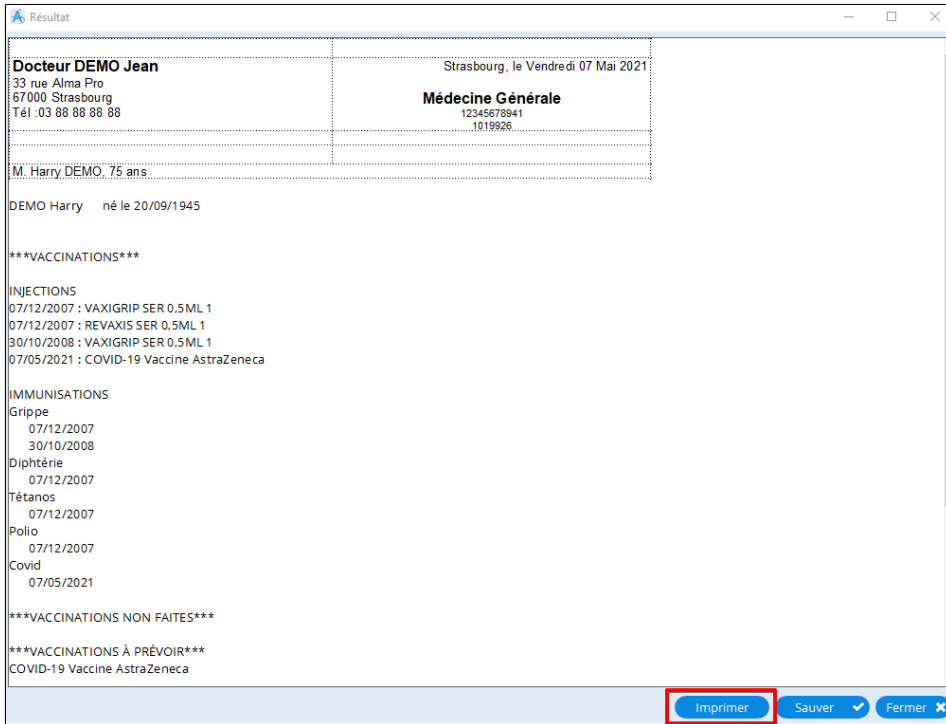 Résultat
Docteur DEMO Jean
33 rue Alma Pro
67000 Strasbourg
Tél :03 88 88 88 88
Strasbourg, le Vendredi 07 Mai 2021
Médecine Générale
12345678941
1019926
M. Harry DEMO, 75 ans
DEMO Harry né le 20/09/1945
***VACCINATIONS***
INJECTIONS
07/12/2007 : VAXIGRIP SER 0,5ML 1
07/12/2007 : REVAXIS SER 0,5ML 1
30/10/2008 : VAXIGRIP SER 0,5ML 1
07/05/2021 : COVID-19 Vaccine AstraZeneca
IMMUNISATIONS
Grippe
07/12/2007
30/10/2008
Diphtérie
07/12/2007
Tétanos
07/12/2007
Polio
07/12/2007
Covid
07/05/2021
***VACCINATIONS NON FAITES***
***VACCINATIONS À PRÉVOIR***
COVID-19 Vaccine AstraZeneca
Imprimer Sauver Fermer